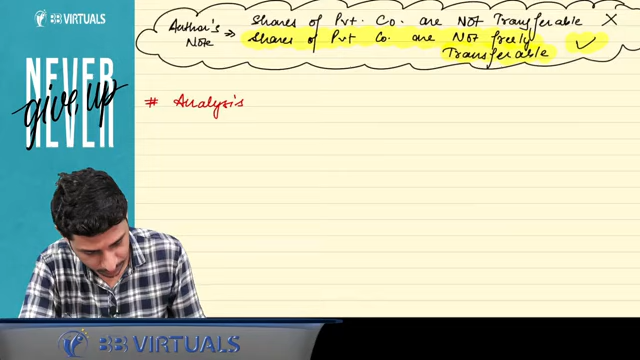 Author's Note ⇒ Shares of Pvt. Co. are Not Transferable ✗
Shares of Pvt Co. are Not freely Transferable ✓
# Analysis
NEVER
give up
NEVER
BB VIRTUALS
BB VIRTUALS